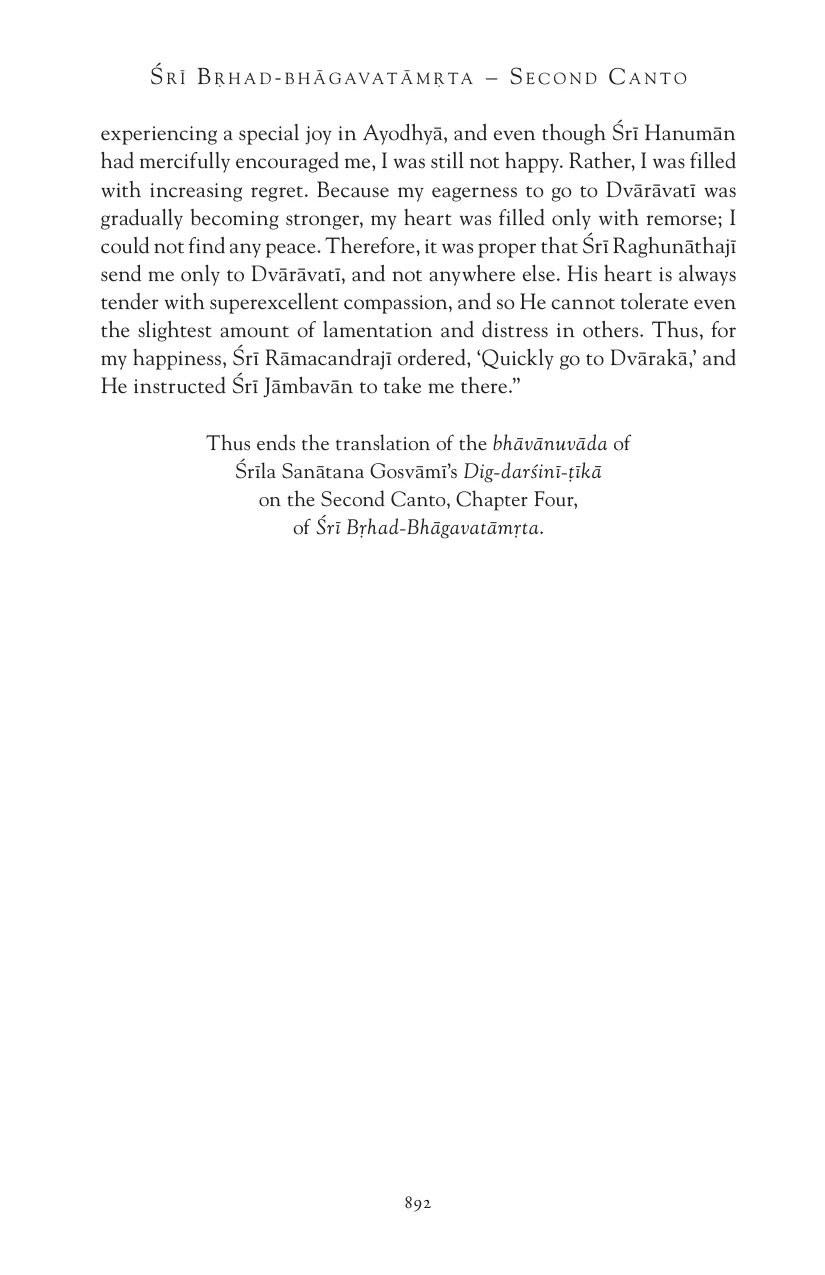 Śrī Bṛhad-bhāgavatāmṛta – Second Canto
experiencing a special joy in Ayodhyā, and even though Śrī Hanumān
had mercifully encouraged me, I was still not happy. Rather, I was filled
with increasing regret. Because my eagerness to go to Dvārāvatī was
gradually becoming stronger, my heart was filled only with remorse; I
could not find any peace. Therefore, it was proper that Śrī Raghunāthajī
send me only to Dvārāvatī, and not anywhere else. His heart is always
tender with superexcellent compassion, and so He cannot tolerate even
the slightest amount of lamentation and distress in others. Thus, for
my happiness, Śrī Rāmacandrajī ordered, ‘Quickly go to Dvārakā,’ and
He instructed Śrī Jāmbavān to take me there.”
Thus ends the translation of the bhāvānuvāda of
Śrīla Sanātana Gosvāmī’s Dig-darśinī-ṭīkā
on the Second Canto, Chapter Four,
of Śrī Bṛhad-Bhāgavatāmṛta.
892